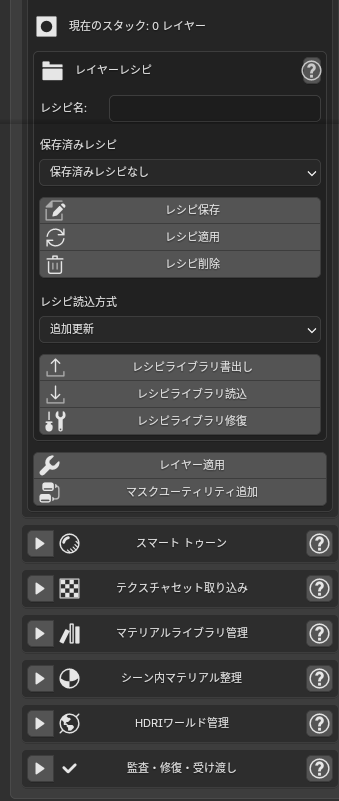 現在のスタック: 0 レイヤー
レイヤーレシピ
レシピ名:
保存済みレシピ
保存済みレシピなし
レシピ保存
レシピ適用
レシピ削除
レシピ読込方式
追加更新
レシピライブラリ書出し
レシピライブラリ読込
レシピライブラリ修復
レイヤー適用
マスクユーティリティ追加
スマート トゥーン
テクスチャセット取り込み
マテリアルライブラリ管理
シーン内マテリアル整理
HDRIワールド管理
監査・修復・受け渡し